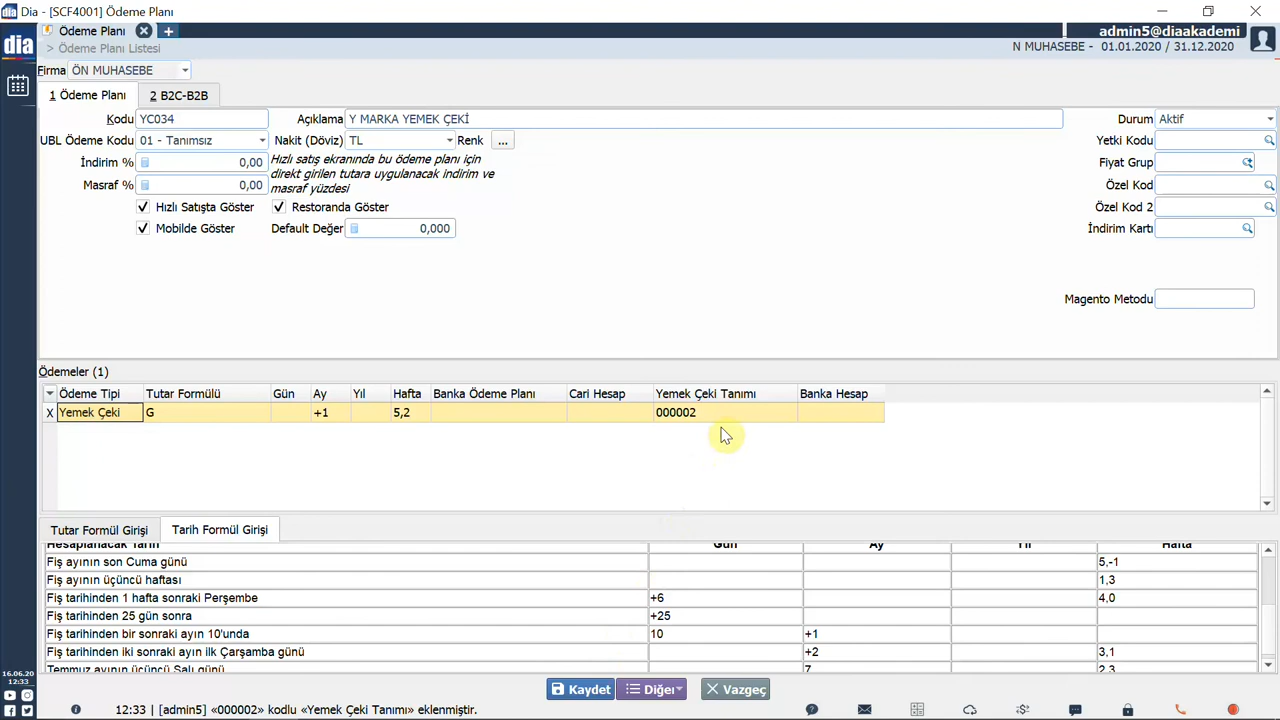 Dia - [SCF4001] Ödeme Planı
dia
Ödeme Planı
admin5@diaakademi
> Ödeme Planı Listesi
N MUHASEBE - 01.01.2020 / 31.12.2020
Firma ÖN MUHASEBE
1 Ödeme Planı 2 B2C-B2B
Kodu YC034 Açıklama Y MARKA YEMEK ÇEKİ Durum Aktif
UBL Ödeme Kodu 01 - Tanımsız Nakit (Döviz) TL Renk ... Yetki Kodu
İndirim % 0,00 Hızlı satış ekranında bu ödeme planı için Fiyat Grup
direkt girilen tutara uygulanacak indirim ve
Masraf % 0,00 masraf yüzdesi Özel Kod
Hızlı Satışta Göster Restoranda Göster Özel Kod 2
Mobilde Göster Default Değer 0,000 İndirim Kartı
Magento Metodu
Ödemeler (1)
Ödeme Tipi Tutar Formülü Gün Ay Yıl Hafta Banka Ödeme Planı Cari Hesap Yemek Çeki Tanımı Banka Hesap
X Yemek Çeki G +1 5,2 000002
Tutar Formül Girişi Tarih Formül Girişi
Hesaplanacak Tarih Gün Ay Yıl Hafta
Fiş ayının son Cuma günü 5,-1
Fiş ayının üçüncü haftası 1,3
Fiş tarihinden 1 hafta sonraki Perşembe +6 4,0
Fiş tarihinden 25 gün sonra +25
Fiş tarihinden bir sonraki ayın 10'unda 10 +1
Fiş tarihinden iki sonraki ayın ilk Çarşamba günü +2 3,1
Temmuz ayının üçüncü Salı günü 7 2,3
Kaydet Diğer Vazgeç
16.06.20
12:33
12:33 | [admin5] «000002» kodlu «Yemek Çeki Tanımı» eklenmiştir.